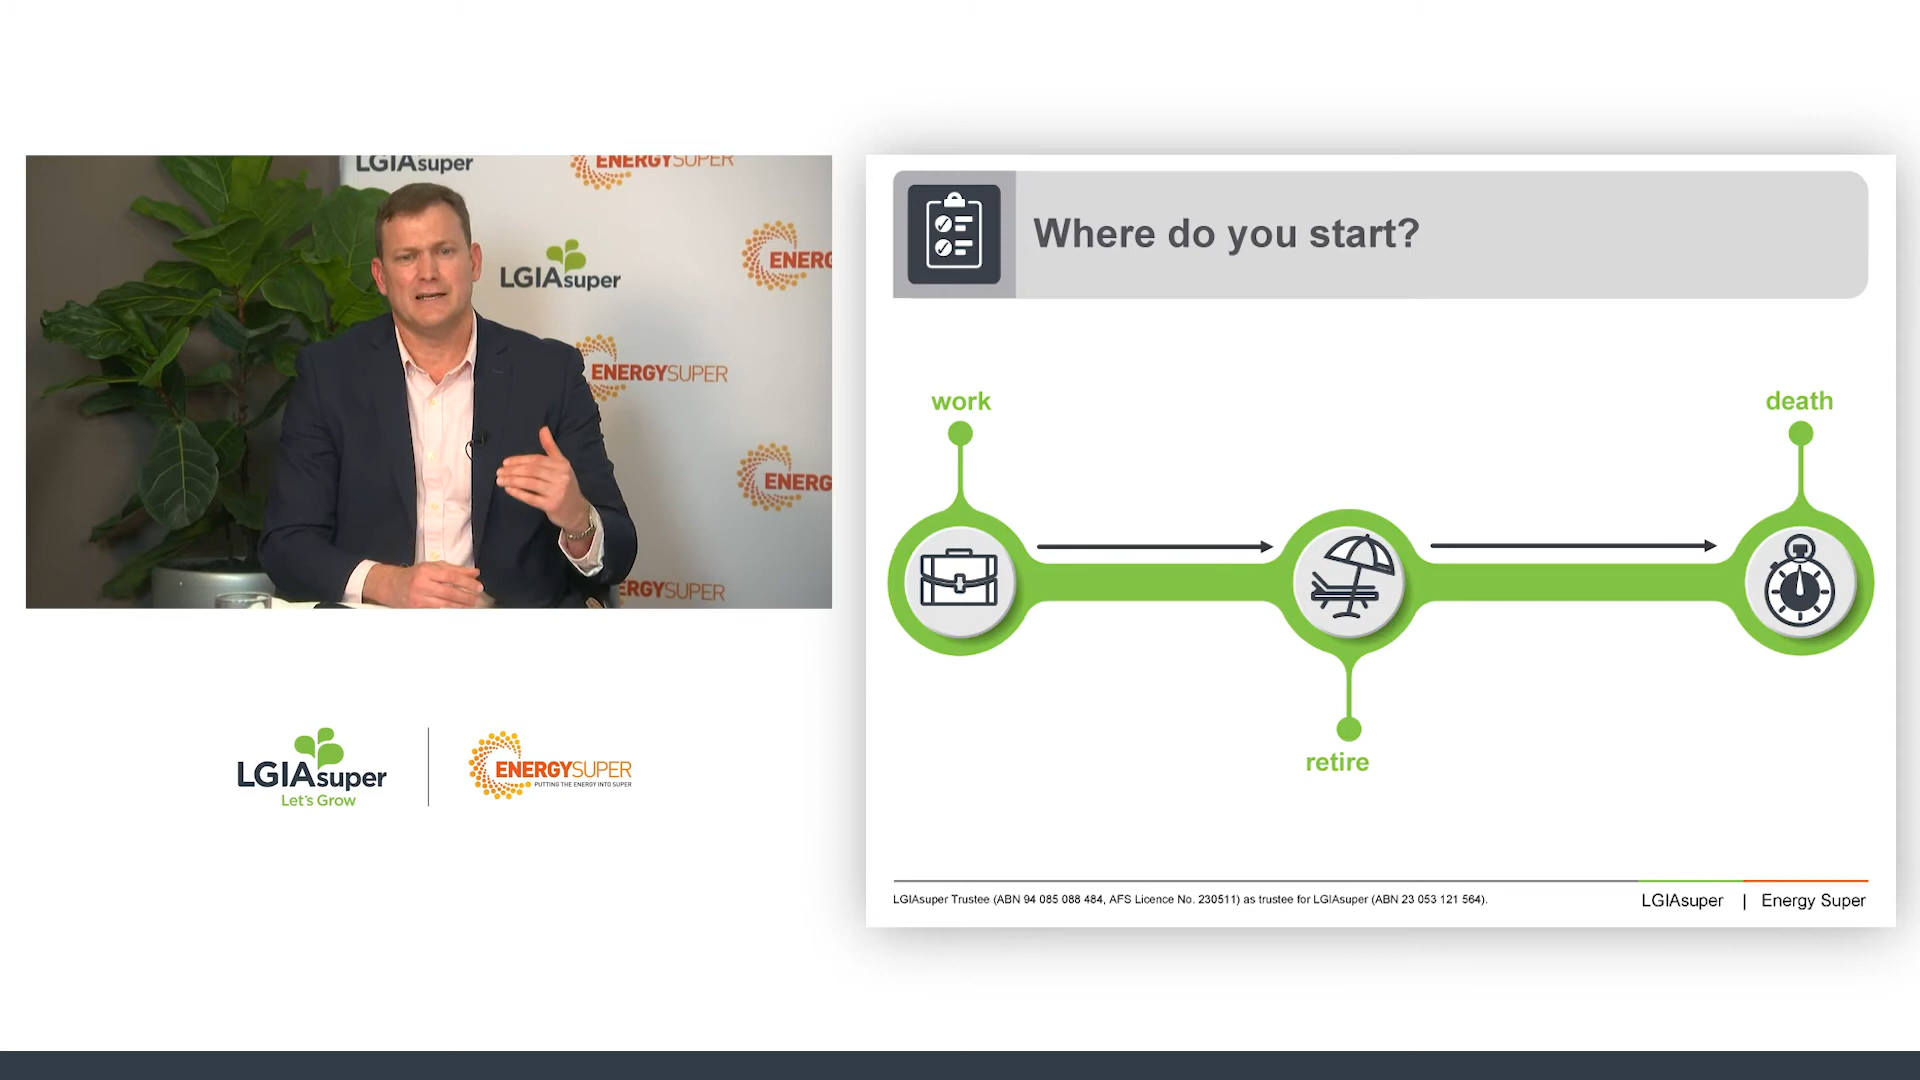 LGIAsuper
ENERGYSUPER
ENERG
LGIAsuper
ENERGYSUPER
ENERG
ERGYSUPER
LGIAsuper
Let's Grow
ENERGYSUPER
PUTTING THE ENERGY INTO SUPER
Where do you start?
work
death
retire
LGIAsuper Trustee (ABN 94 085 088 484, AFS Licence No. 230511) as trustee for LGIAsuper (ABN 23 053 121 564).
LGIAsuper | Energy Super